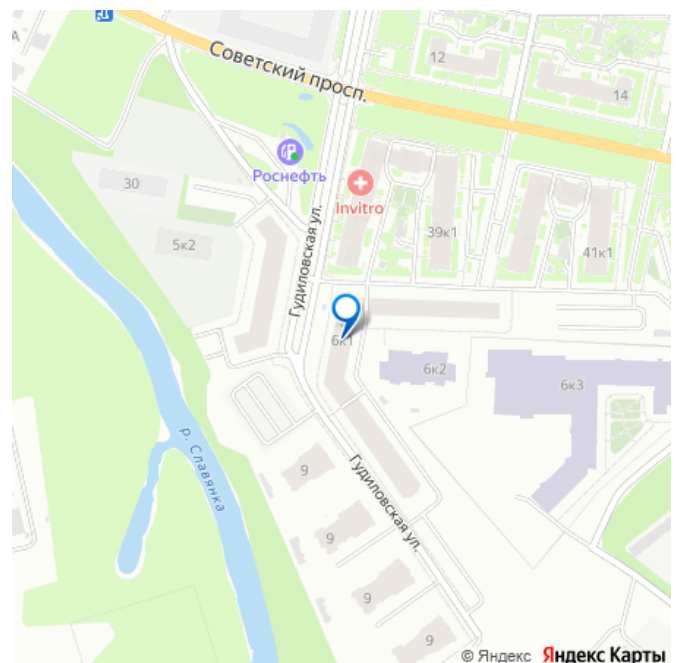 Советский просп.
12
14
Роснефть
Invitro
30
5к2
39к1
41к1
Гудиловская ул.
6к1
6к2
6к3
р. Славянка
9
Гудиловская ул.
9
9
9
© Яндекс Яндекс Карты